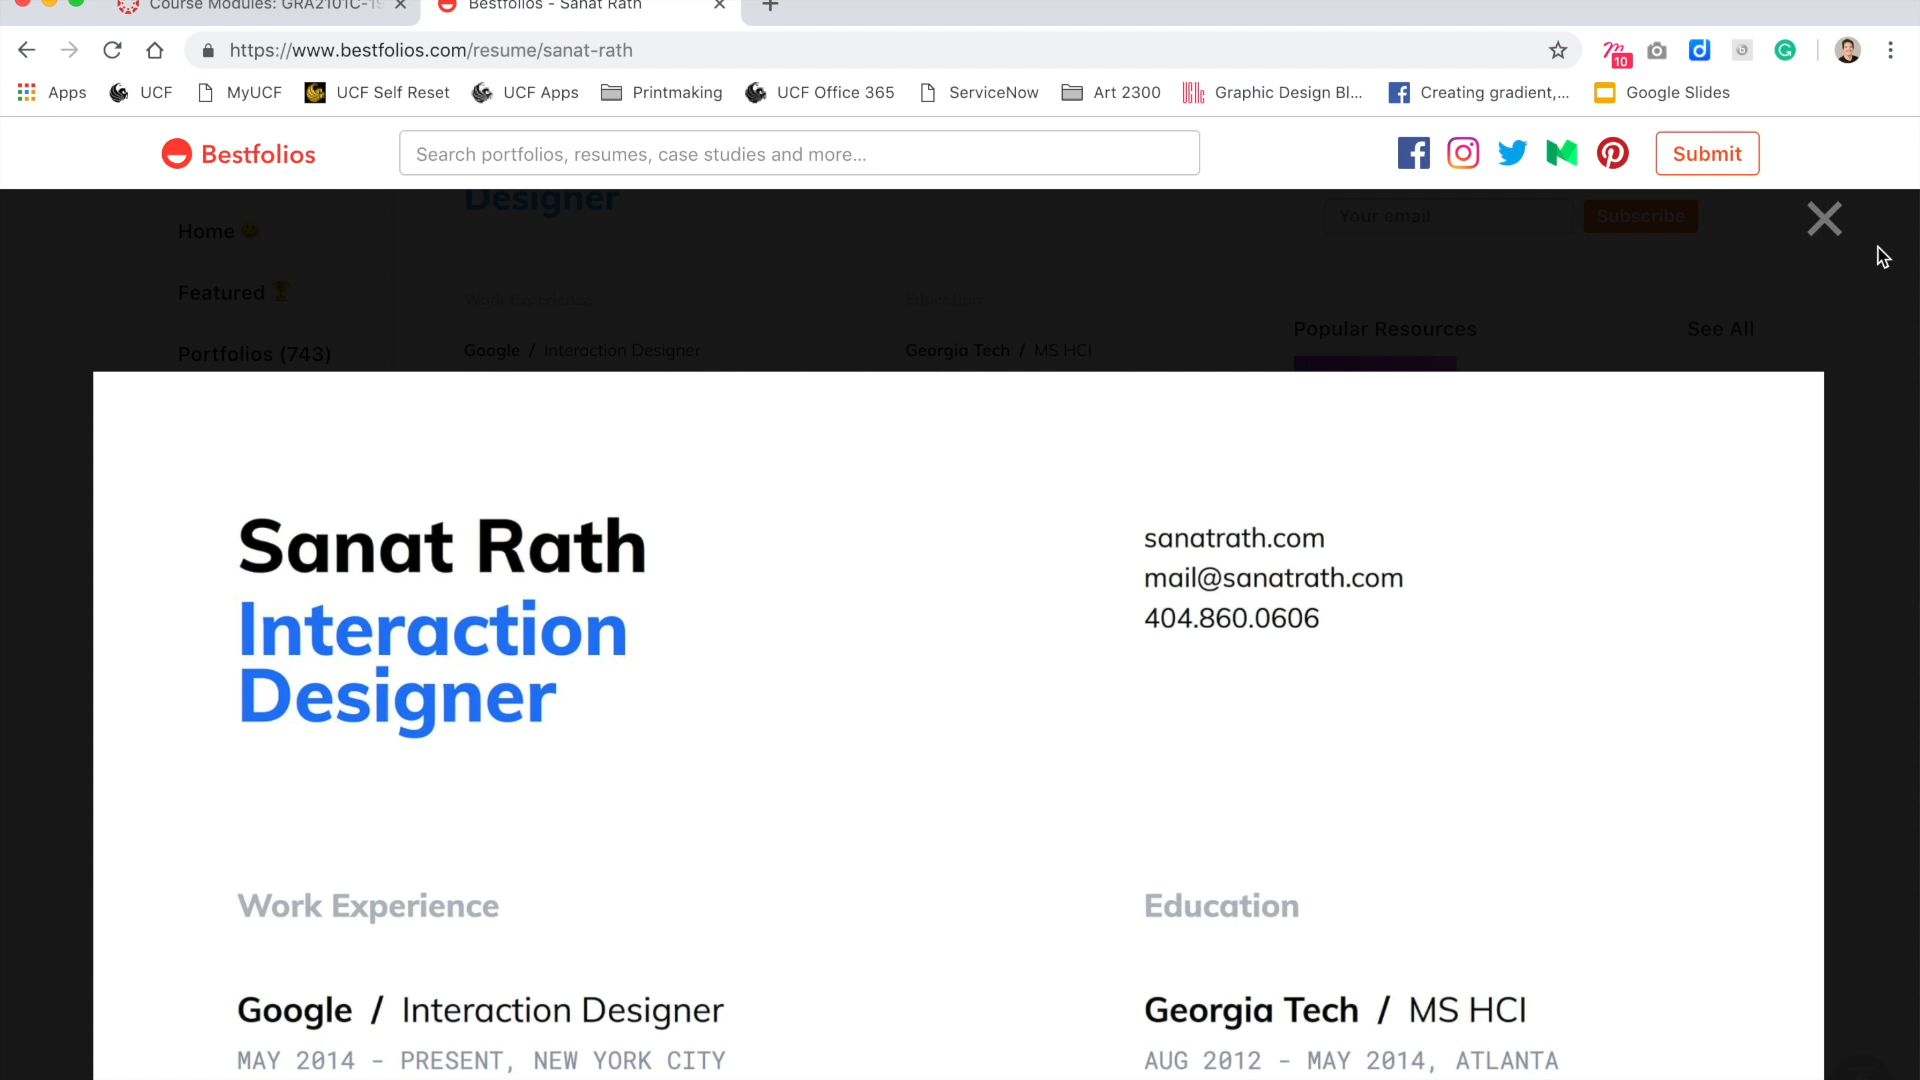 Course Modules: GRA2101C-19
Bestfolios - Sanat Rath
https://www.bestfolios.com/resume/sanat-rath
10
Apps
UCF
MyUCF
UCF Self Reset
UCF Apps
Printmaking
UCF Office 365
ServiceNow
Art 2300
Graphic Design Bl...
Creating gradient,...
Google Slides
Bestfolios
Search portfolios, resumes, case studies and more...
Submit
Designer
Your email
Subscribe
Home
Featured
Work Experience
Education
Popular Resources
See All
Portfolios (743)
Google / Interaction Designer
Georgia Tech / MS HCI
Sanat Rath
Interaction
Designer
sanatrath.com
mail@sanatrath.com
404.860.0606
Work Experience
Education
Google / Interaction Designer
MAY 2014 - PRESENT, NEW YORK CITY
Georgia Tech / MS HCI
AUG 2012 - MAY 2014, ATLANTA